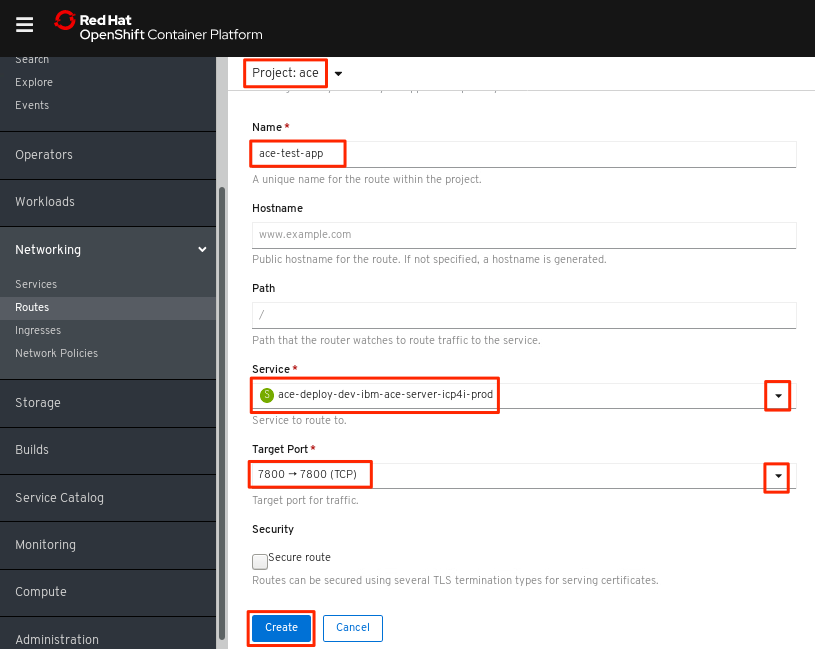 Red Hat
OpenShift Container Platform
Search
Explore
Events
Operators
Workloads
Networking
Services
Routes
Ingresses
Network Policies
Storage
Builds
Service Catalog
Monitoring
Compute
Administration
Project: ace
Name *
ace-test-app
A unique name for the route within the project.
Hostname
www.example.com
Public hostname for the route. If not specified, a hostname is generated.
Path
/
Path that the router watches to route traffic to the service.
Service *
S ace-deploy-dev-ibm-ace-server-icp4i-prod
Service to route to.
Target Port *
7800 → 7800 (TCP)
Target port for traffic.
Security
Secure route
Routes can be secured using several TLS termination types for serving certificates.
Create Cancel